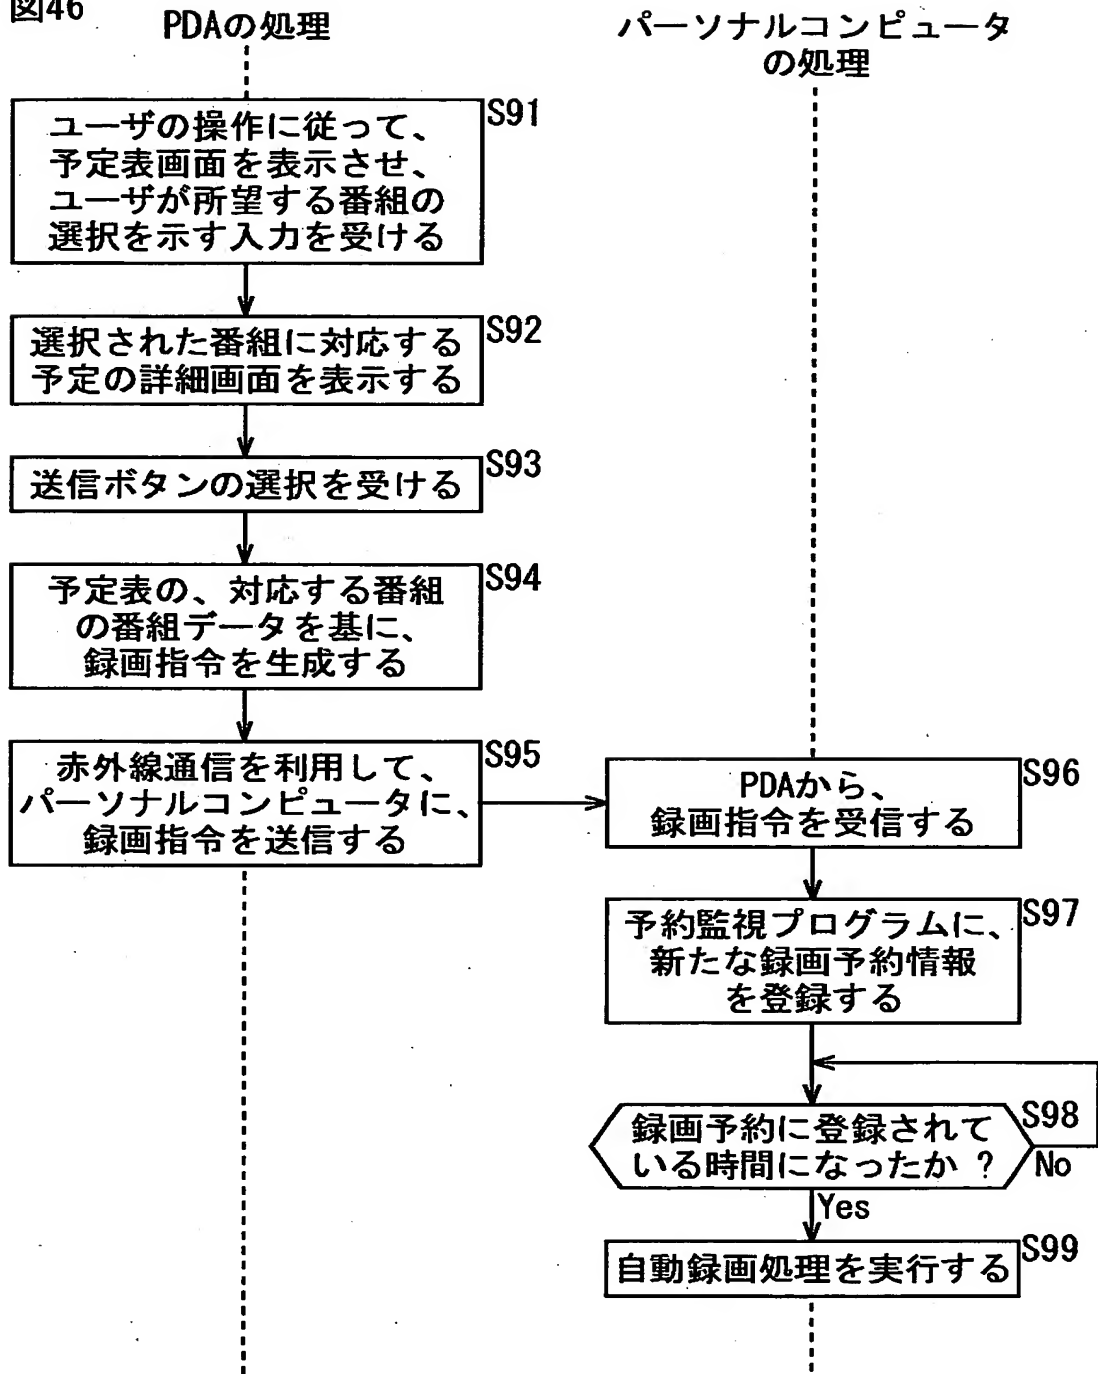 図46
PDAの処理
パーソナルコンピュータ
の処理
S91
ユーザの操作に従って、
予定表画面を表示させ、
ユーザが所望する番組の
選択を示す入力を受ける
S92
選択された番組に対応する
予定の詳細画面を表示する
S93
送信ボタンの選択を受ける
S94
予定表の、対応する番組
の番組データを基に、
録画指令を生成する
S95
赤外線通信を利用して、
パーソナルコンピュータに、
録画指令を送信する
S96
PDAから、
録画指令を受信する
S97
予約監視プログラムに、
新たな録画予約情報
を登録する
S98
録画予約に登録されて
いる時間になったか ?
No
Yes
S99
自動録画処理を実行する